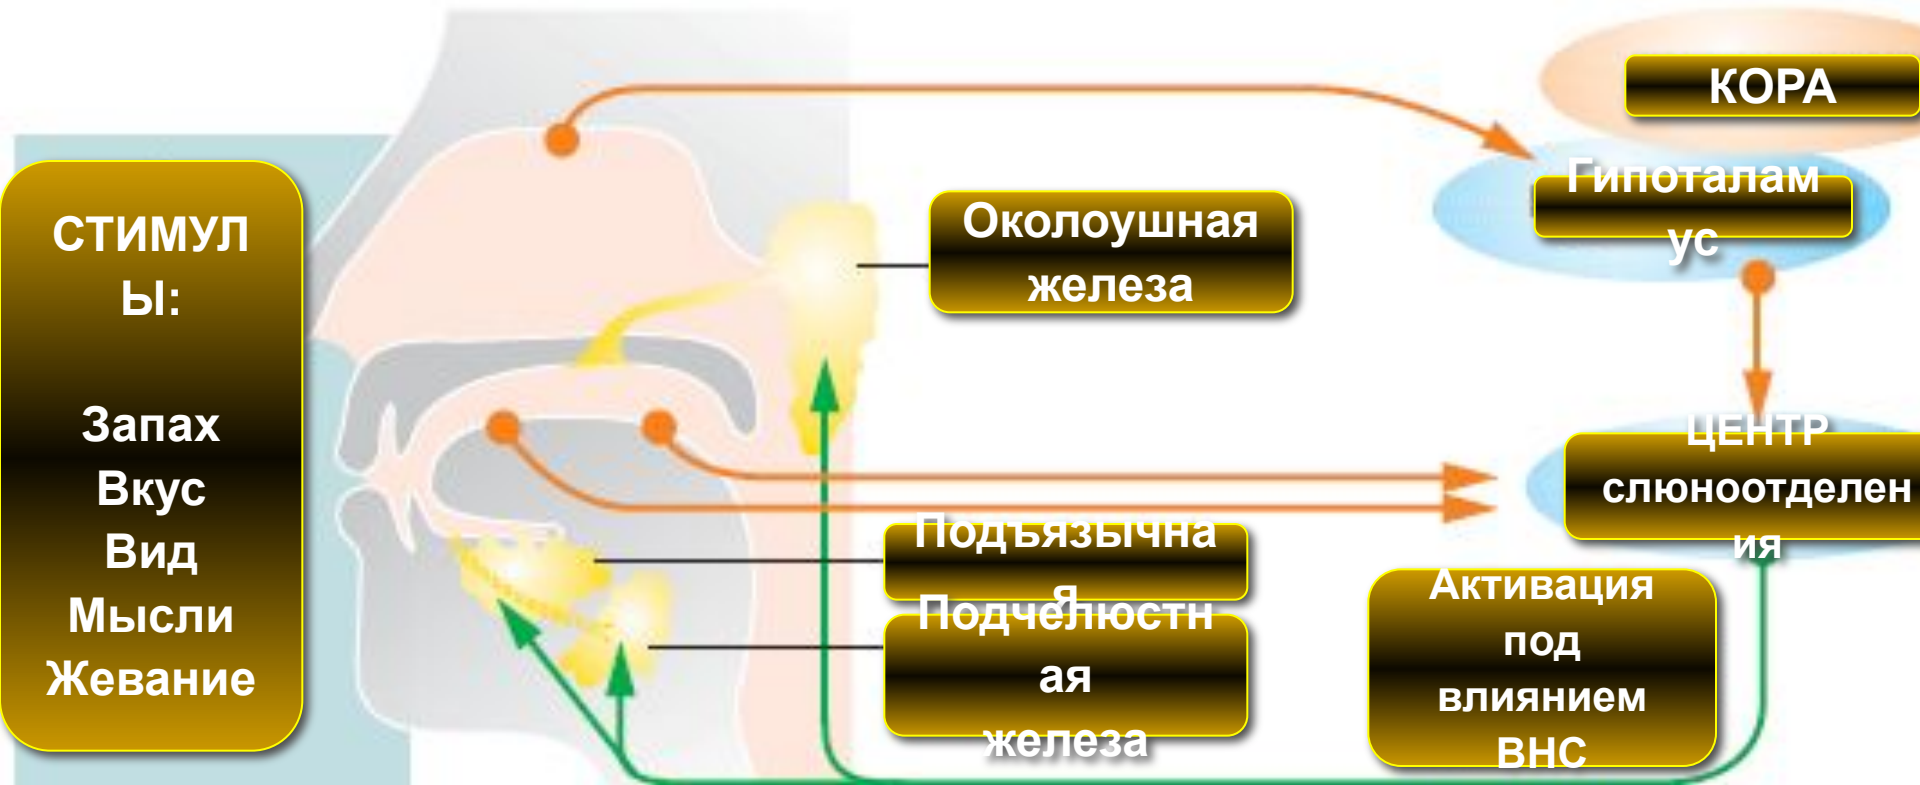 СТИМУЛ
Ы:
Запах
Вкус
Вид
Мысли
Жевание
КОРА
Гипоталам
ус
Околоушная
железа
ЦЕНТР
слюноотделен
ия
Подъязычна
я
Подчелюстн
ая
железа
Активация
под
влиянием
ВНС